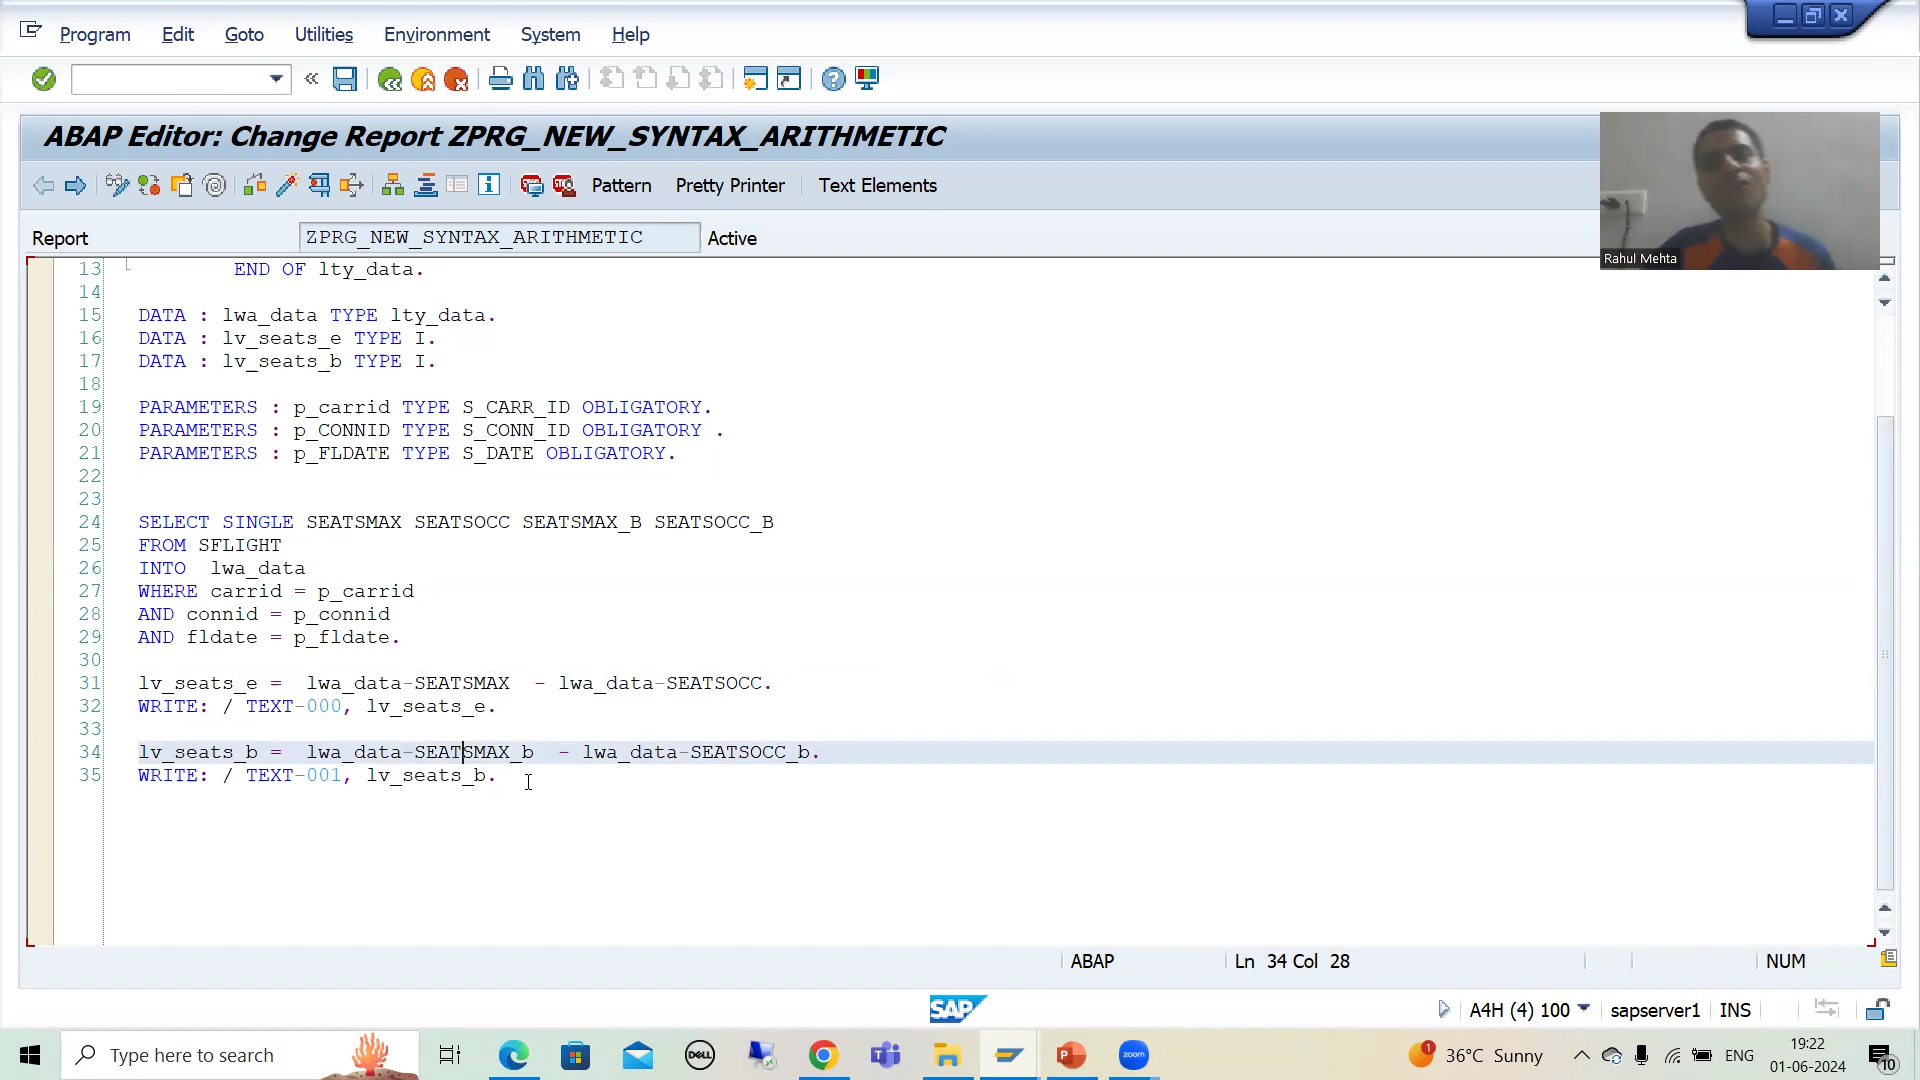 Program Edit Goto Utilities Environment System Help
ABAP Editor: Change Report ZPRG_NEW_SYNTAX_ARITHMETIC
Pattern Pretty Printer Text Elements
Report ZPRG_NEW_SYNTAX_ARITHMETIC Active
Rahul Mehta
13 END OF lty_data.
14
15 DATA : lwa_data TYPE lty_data.
16 DATA : lv_seats_e TYPE I.
17 DATA : lv_seats_b TYPE I.
18
19 PARAMETERS : p_carrid TYPE S_CARR_ID OBLIGATORY.
20 PARAMETERS : p_CONNID TYPE S_CONN_ID OBLIGATORY .
21 PARAMETERS : p_FLDATE TYPE S_DATE OBLIGATORY.
22
23
24 SELECT SINGLE SEATSMAX SEATSOCC SEATSMAX_B SEATSOCC_B
25 FROM SFLIGHT
26 INTO lwa_data
27 WHERE carrid = p_carrid
28 AND connid = p_connid
29 AND fldate = p_fldate.
30
31 lv_seats_e = lwa_data-SEATSMAX - lwa_data-SEATSOCC.
32 WRITE: / TEXT-000, lv_seats_e.
33
34 lv_seats_b = lwa_data-SEATSMAX_b - lwa_data-SEATSOCC_b.
35 WRITE: / TEXT-001, lv_seats_b.
ABAP Ln 34 Col 28 NUM
SAP A4H (4) 100 sapserver1 INS
Type here to search DELL zoom 1 36°C Sunny ENG 19:22
01-06-2024 10